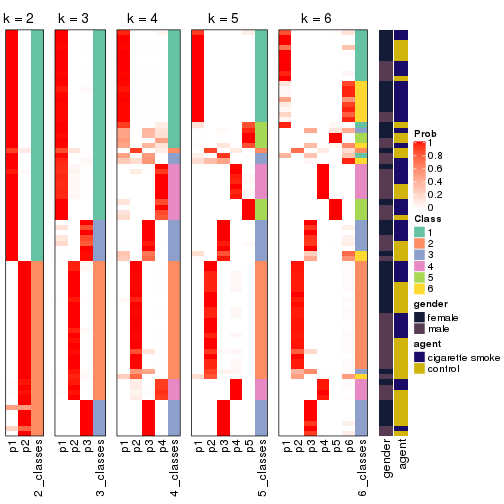 k = 2 k = 3 k = 4 k = 5 k = 6
Prob
1
0.8
0.6
0.4
0.2
0
Class
1
2
3
4
5
6
gender
female
male
agent
cigarette smoke
control
p1 p2 2_classes p1 p2 p3 3_classes p1 p2 p3 p4 4_classes p1 p2 p3 p4 p5 5_classes p1 p2 p3 p4 p5 p6 6_classes gender agent